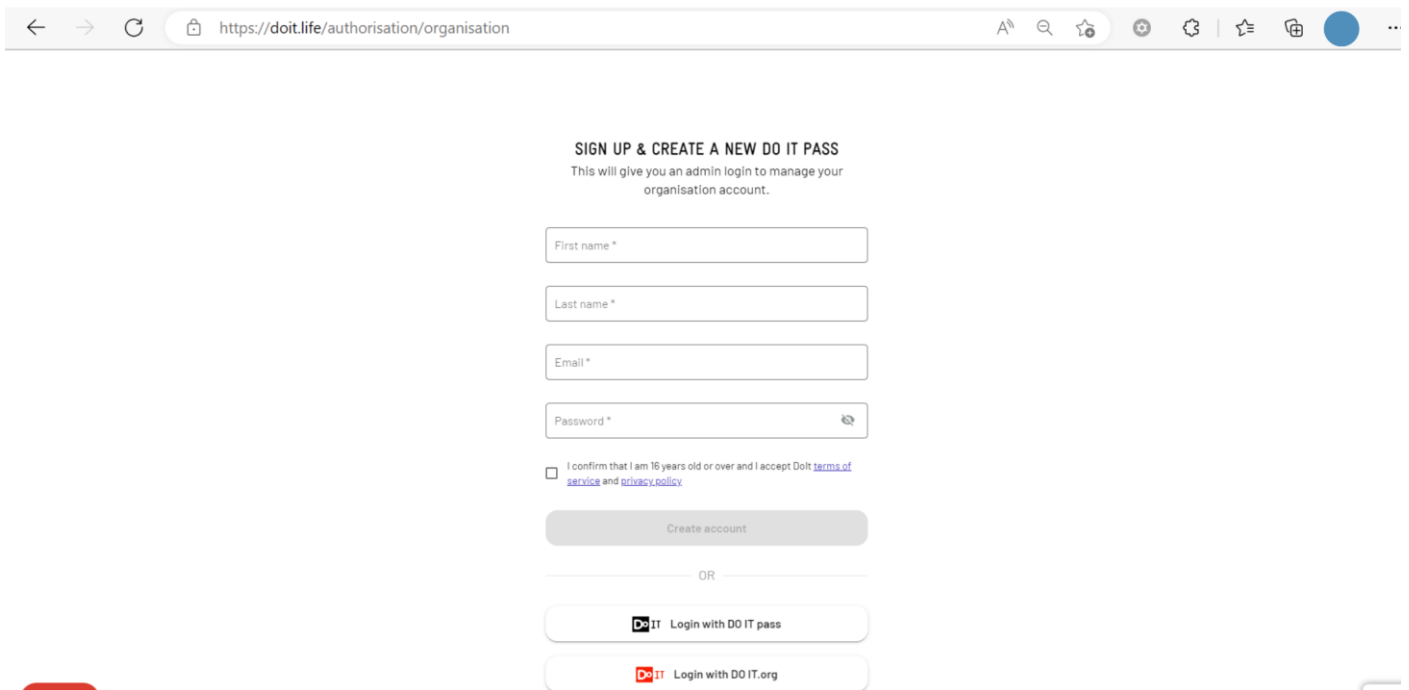 https://doit.life/authorisation/organisation
SIGN UP & CREATE A NEW DO IT PASS
This will give you an admin login to manage your
organisation account.
First name *
Last name *
Email *
Password *
I confirm that I am 16 years old or over and I accept DoIt terms of
service and privacy policy
Create account
OR
Do IT Login with DO IT pass
Do IT Login with DO IT.org